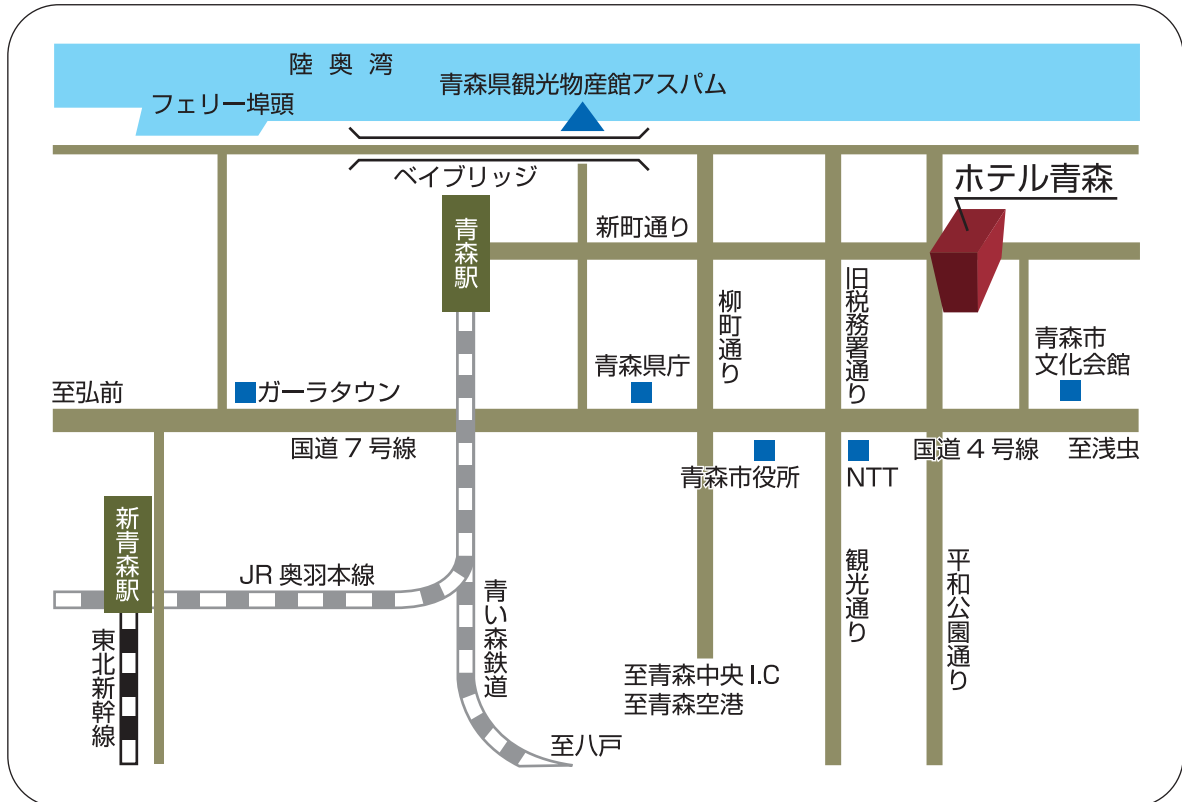 陸奥湾
青森県観光物産館アスパム
フェリー埠頭
ベイブリッジ
ホテル青森
青森駅
新町通り
柳町通り
旧税務署通り
青森市
文化会館
青森県庁
至弘前
ガーラタウン
国道7号線
青森市役所
NTT
国道4号線
至浅虫
新青森駅
JR奥羽本線
青い森鉄道
観光通り
平和公園通り
東北新幹線
至青森中央I.C
至青森空港
至八戸